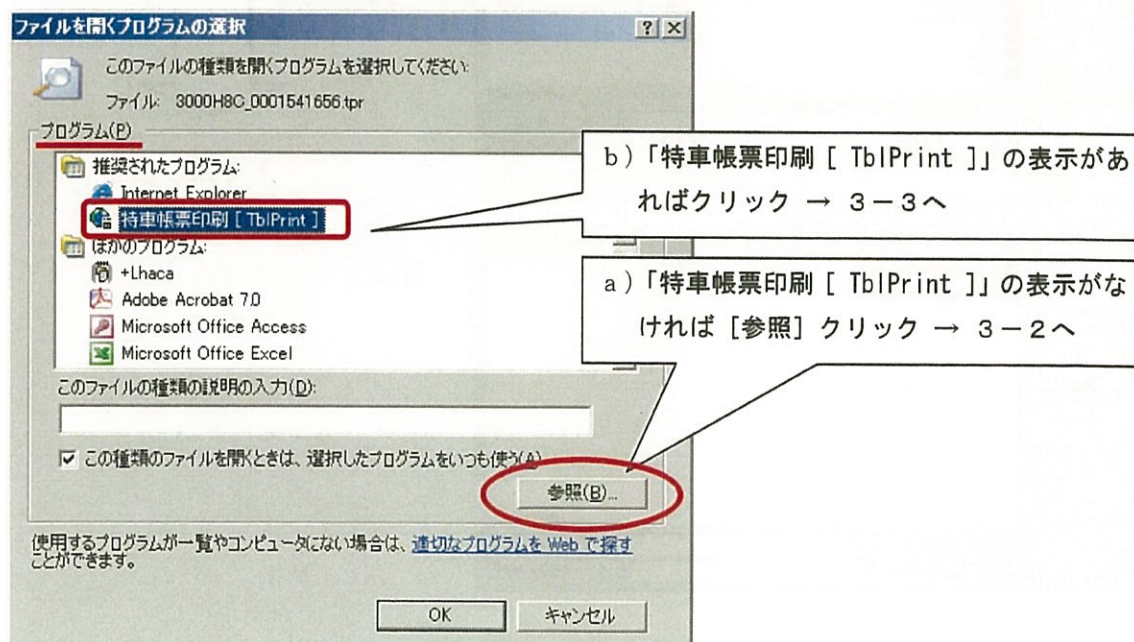 ファイルを開くプログラムの選択
このファイルの種類を開くプログラムを選択してください:
ファイル: 3000H8C_0001541656.tpr
プログラム(P)
推奨されたプログラム:
Internet Explorer
特車帳票印刷 [ TblPrint ]
ほかのプログラム:
+Lhaca
Adobe Acrobat 7.0
Microsoft Office Access
Microsoft Office Excel
b)「特車帳票印刷 [ TblPrint ]」の表示があ
ればクリック → 3-3へ
a)「特車帳票印刷 [ TblPrint ]」の表示がな
ければ [参照] クリック → 3-2へ
このファイルの種類の説明の入力(D):
この種類のファイルを開くときは、選択したプログラムをいつも使う(A)
参照(B)...
使用するプログラムが一覧やコンピュータにない場合は、適切なプログラムを Web で探す
ことができます。
OK
キャンセル